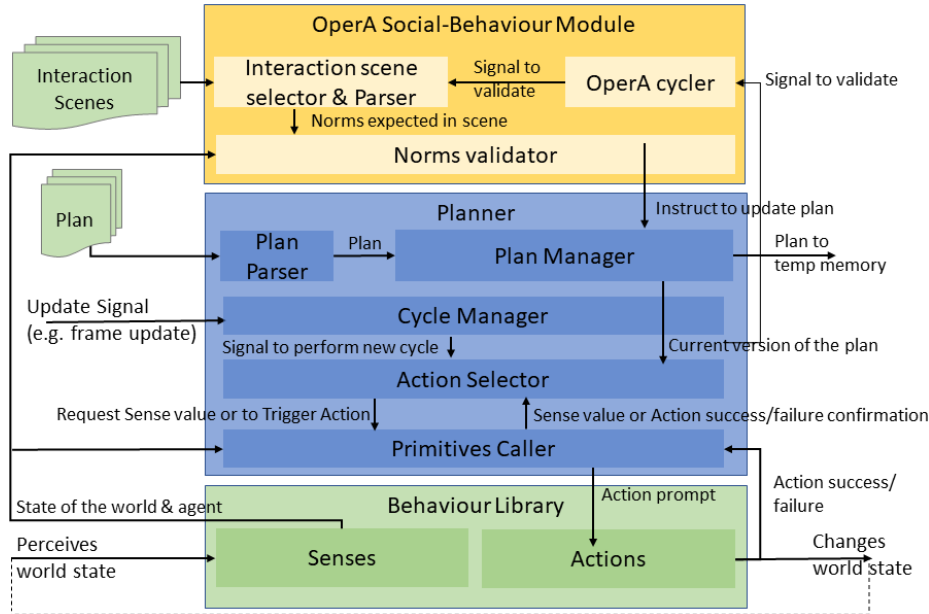 OperA Social-Behaviour Module
Interaction
Scenes
Interaction scene
selector & Parser
Signal to
validate
OperA cycler
Signal to validate
Norms expected in scene
Norms validator
Plan
Planner
Instruct to update plan
Plan
Parser
Plan
Plan Manager
Plan to
temp memory
Update Signal
(e.g. frame update)
Cycle Manager
Signal to perform new cycle
Current version of the plan
Action Selector
Request Sense value or to Trigger Action
Sense value or Action success/failure confirmation
Primitives Caller
State of the world & agent
Behaviour Library
Action prompt
Action success/
failure
Perceives
world state
Senses
Actions
Changes
world state